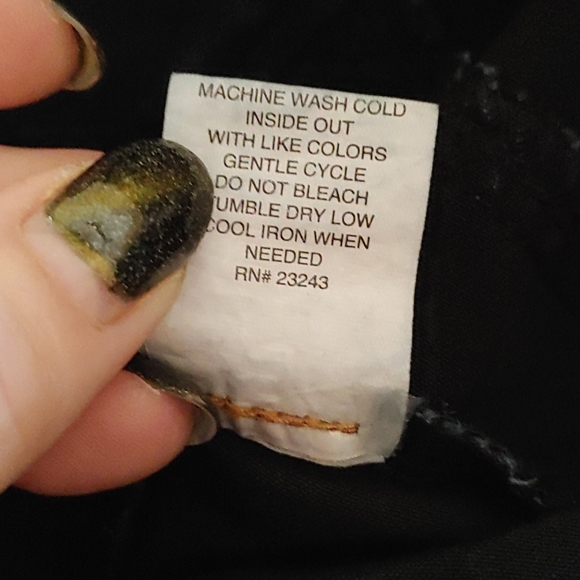 MACHINE WASH COLD
INSIDE OUT
WITH LIKE COLORS
GENTLE CYCLE
DO NOT BLEACH
TUMBLE DRY LOW
COOL IRON WHEN
NEEDED
RN# 23243